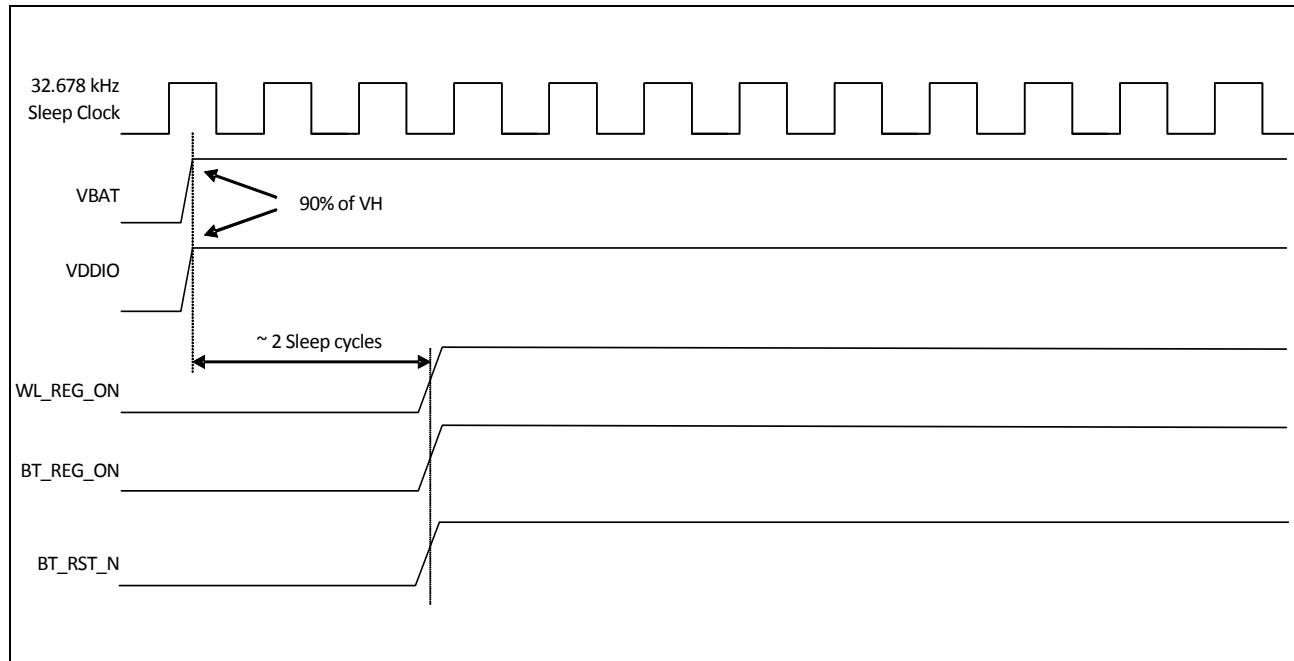 32.678 kHz
Sleep Clock
VBAT
90% of VH
VDDIO
~ 2 Sleep cycles
WL_REG_ON
BT_REG_ON
BT_RST_N